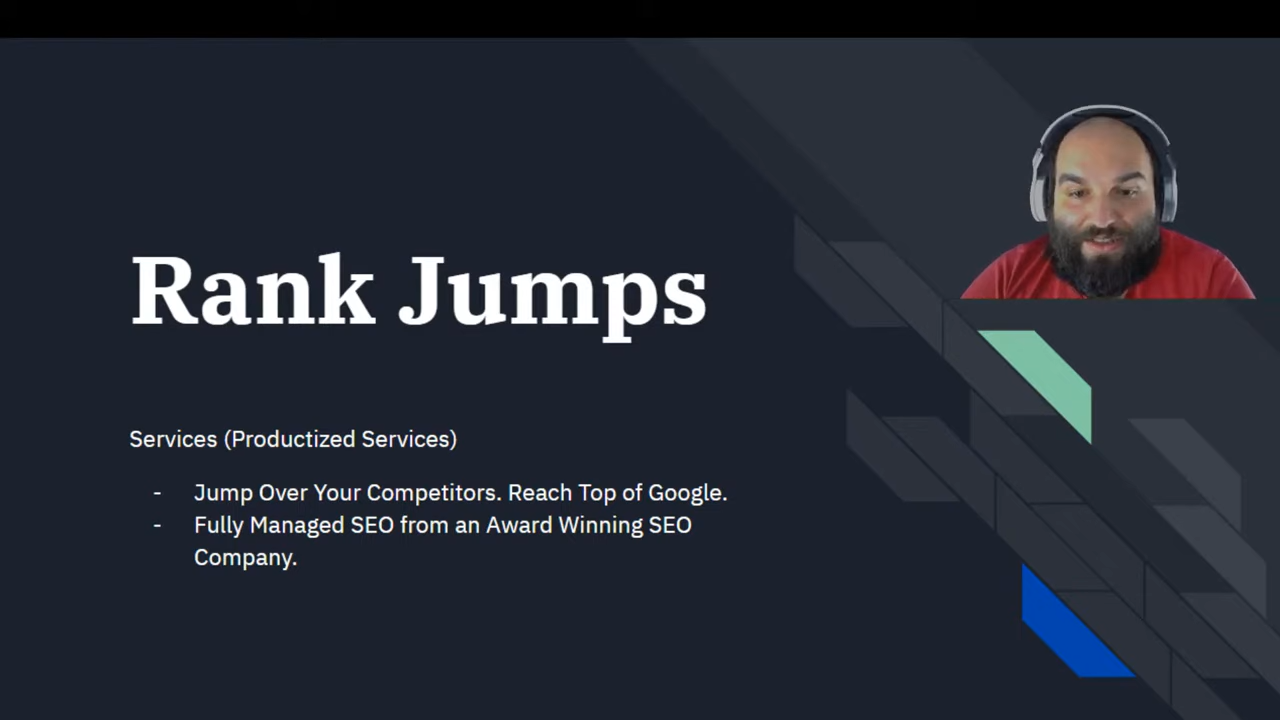 Rank Jumps
Services (Productized Services)
- Jump Over Your Competitors. Reach Top of Google.
- Fully Managed SEO from an Award Winning SEO
Company.